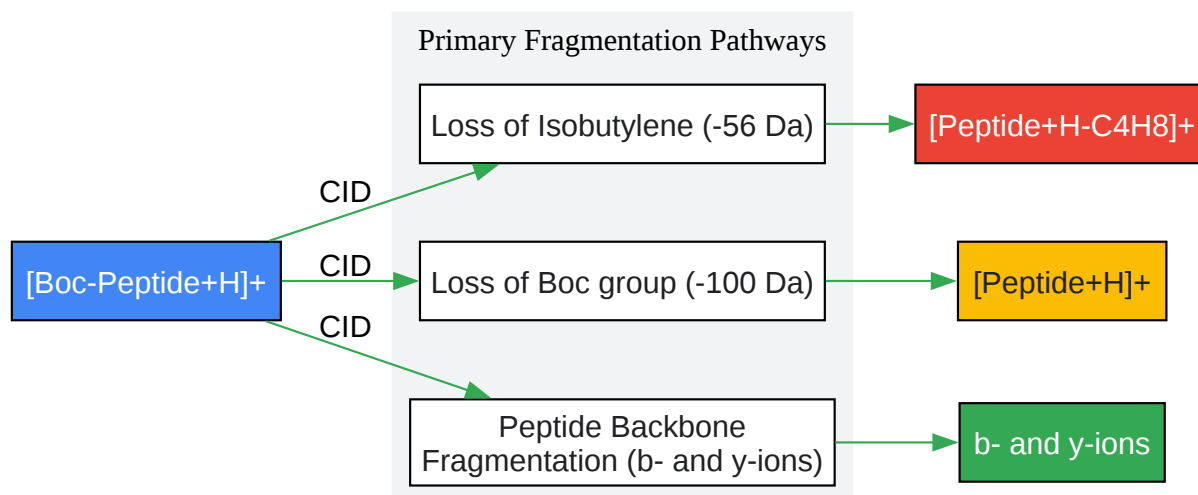 Primary Fragmentation Pathways
Loss of Isobutylene (-56 Da)
[Peptide+H-C4H8]+
CID
[Boc-Peptide+H]+
CID
Loss of Boc group (-100 Da)
[Peptide+H]+
CID
Peptide Backbone
Fragmentation (b- and y-ions)
b- and y-ions